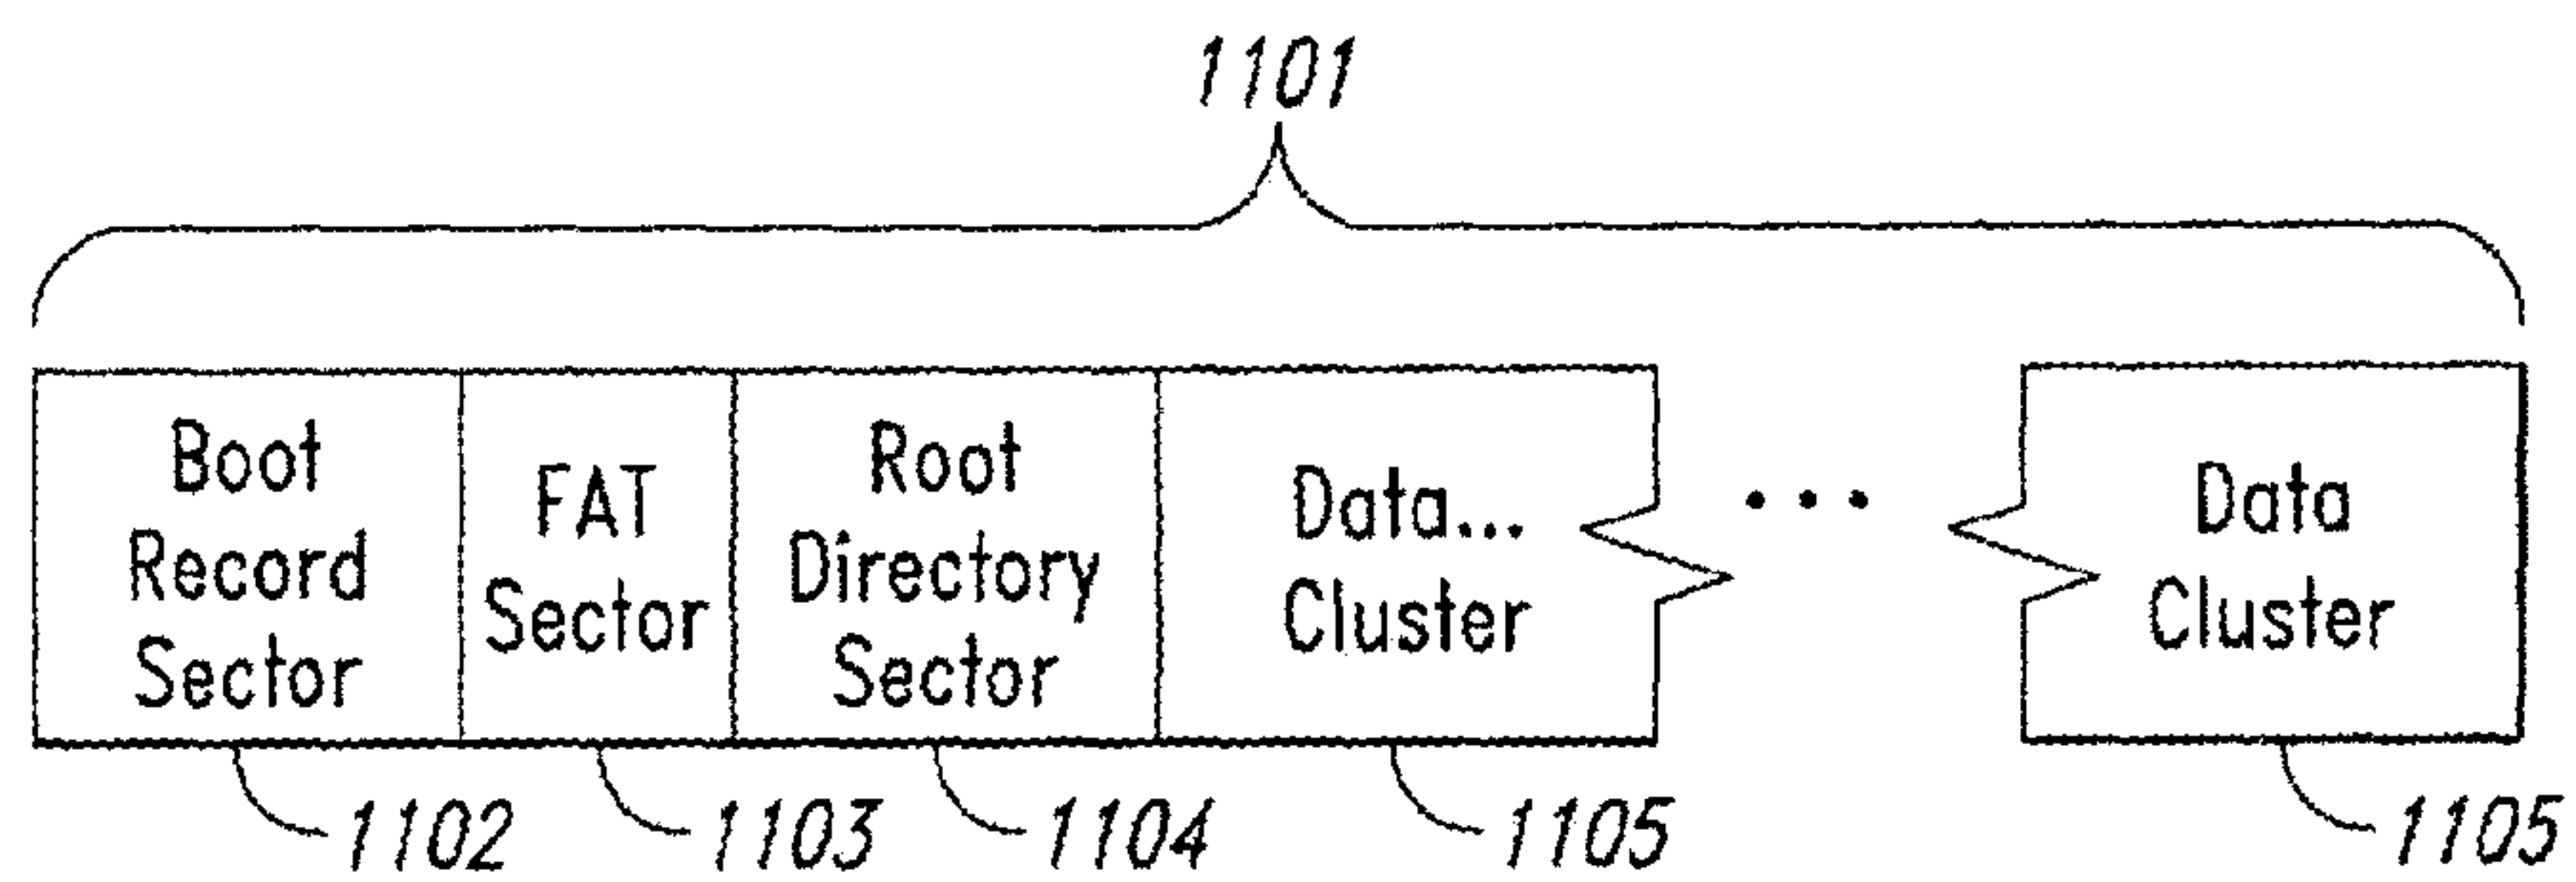 1101
Boot
Record
Sector
FAT
Sector
Root
Directory
Sector
Data...
Cluster
...
Data
Cluster
1102
1103
1104
1105
1105